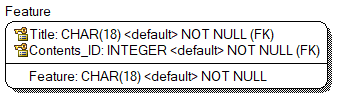 Feature
Title: CHAR(18) <default> NOT NULL (FK)
Contents_ID: INTEGER <default> NOT NULL (FK)
Feature: CHAR(18) <default> NOT NULL